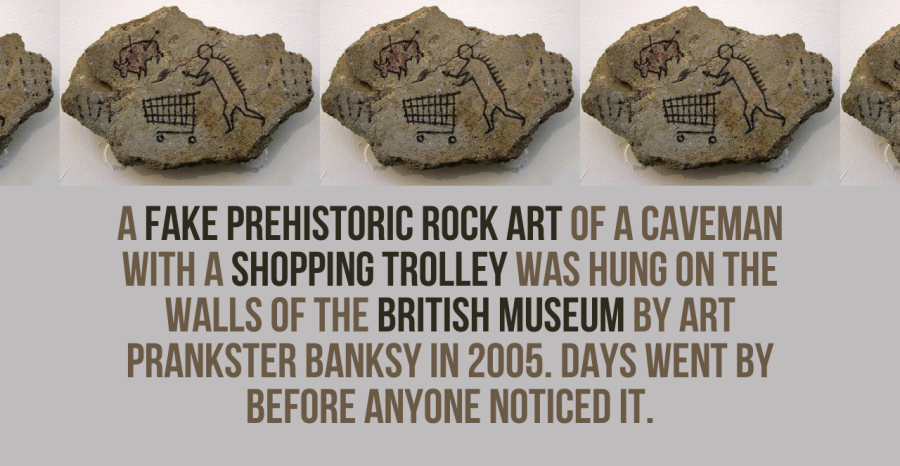 A FAKE PREHISTORIC ROCK ART OF A CAVEMAN
WITH A SHOPPING TROLLEY WAS HUNG ON THE
WALLS OF THE BRITISH MUSEUM BY ART
PRANKSTER BANKSY IN 2005. DAYS WENT BY
BEFORE ANYONE NOTICED IT.